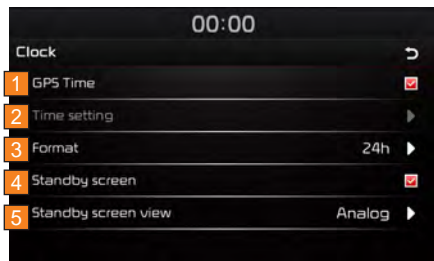 00:00
Clock
1 GPS Time
2 Time setting
3 Format 24h
4 Standby screen
5 Standby screen view Analog